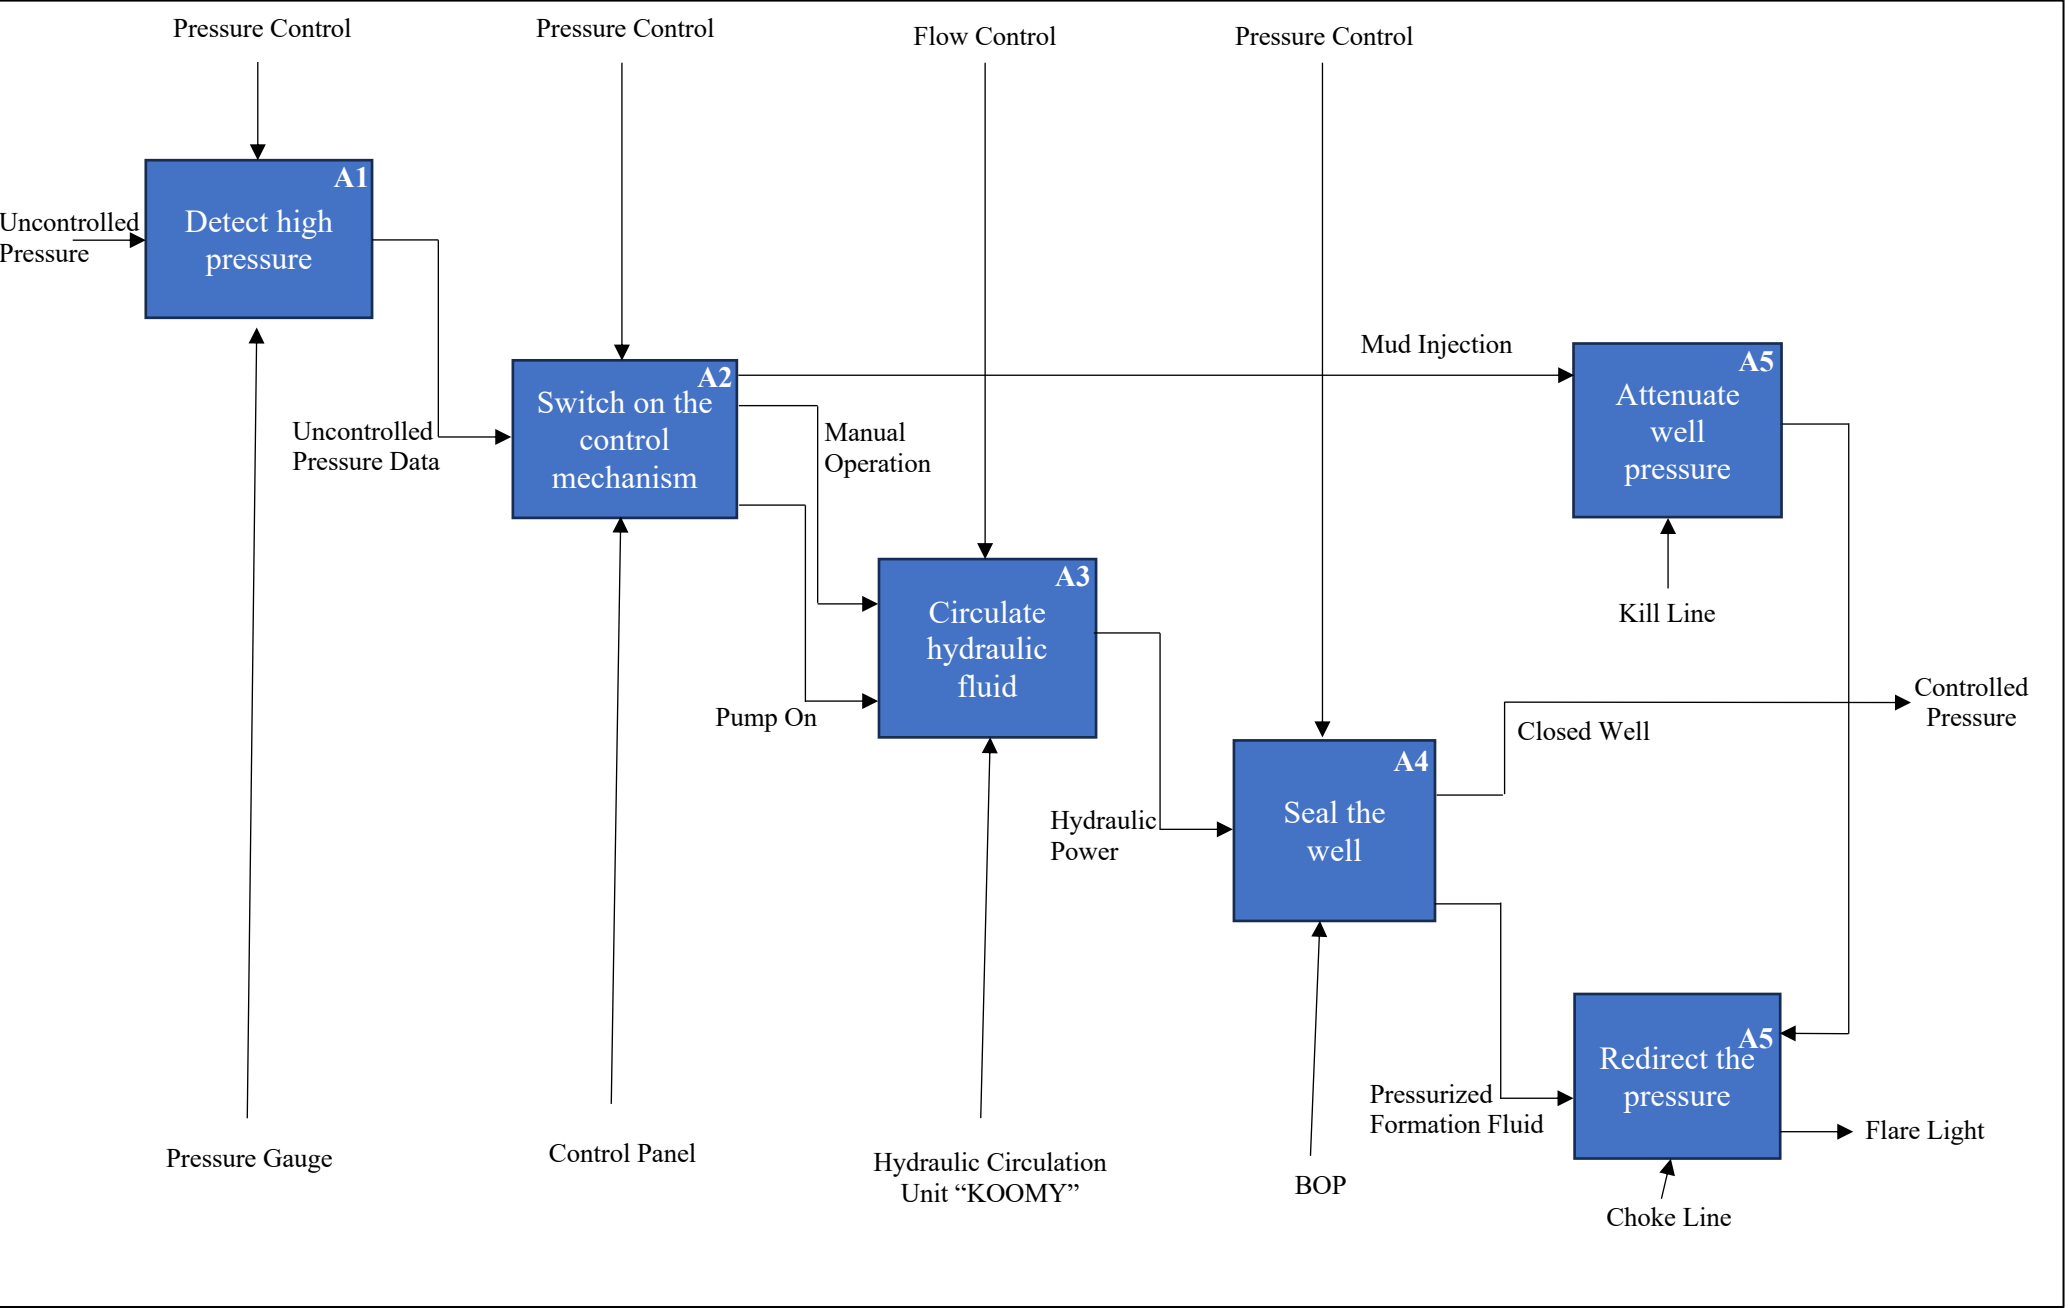 Pressure Control
Pressure Control
Flow Control
Pressure Control
A1
Detect high
pressure
Uncontrolled
Pressure
Uncontrolled
Pressure Data
A2
Switch on the
control
mechanism
Mud Injection
Manual
Operation
A5
Attenuate
well
pressure
Kill Line
A3
Circulate
hydraulic
fluid
Pump On
Controlled
Pressure
Closed Well
A4
Seal the
well
Hydraulic
Power
A5
Redirect the
pressure
Pressurized
Formation Fluid
Flare Light
Pressure Gauge
Control Panel
Hydraulic Circulation
Unit “KOOMY”
BOP
Choke Line